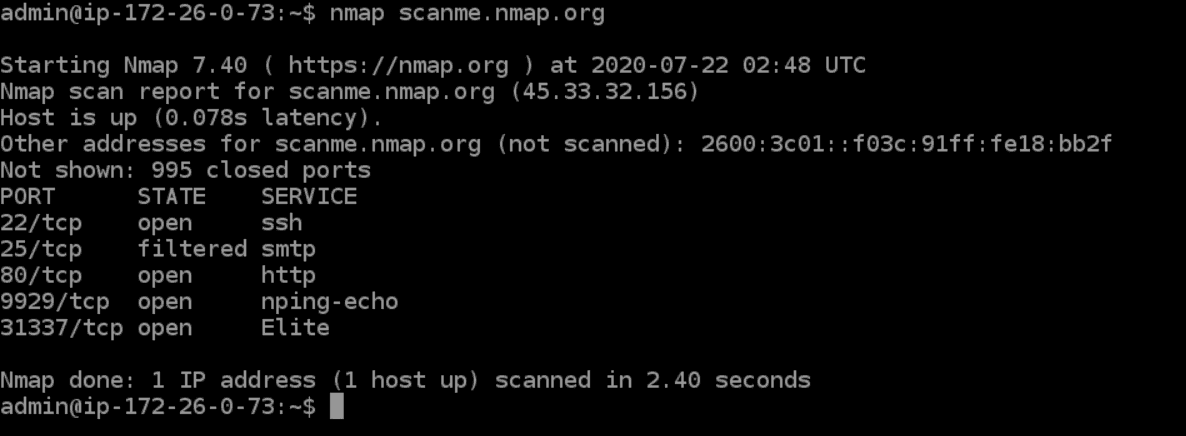 admin@ip-172-26-0-73:~$ nmap scanme.nmap.org
Starting Nmap 7.40 ( https://nmap.org ) at 2020-07-22 02:48 UTC
Nmap scan report for scanme.nmap.org (45.33.32.156)
Host is up (0.078s latency).
Other addresses for scanme.nmap.org (not scanned): 2600:3c01::f03c:91ff:fe18:bb2f
Not shown: 995 closed ports
PORT      STATE    SERVICE
22/tcp    open     ssh
25/tcp    filtered smtp
80/tcp    open     http
9929/tcp  open     nping-echo
31337/tcp open     Elite
Nmap done: 1 IP address (1 host up) scanned in 2.40 seconds
admin@ip-172-26-0-73:~$